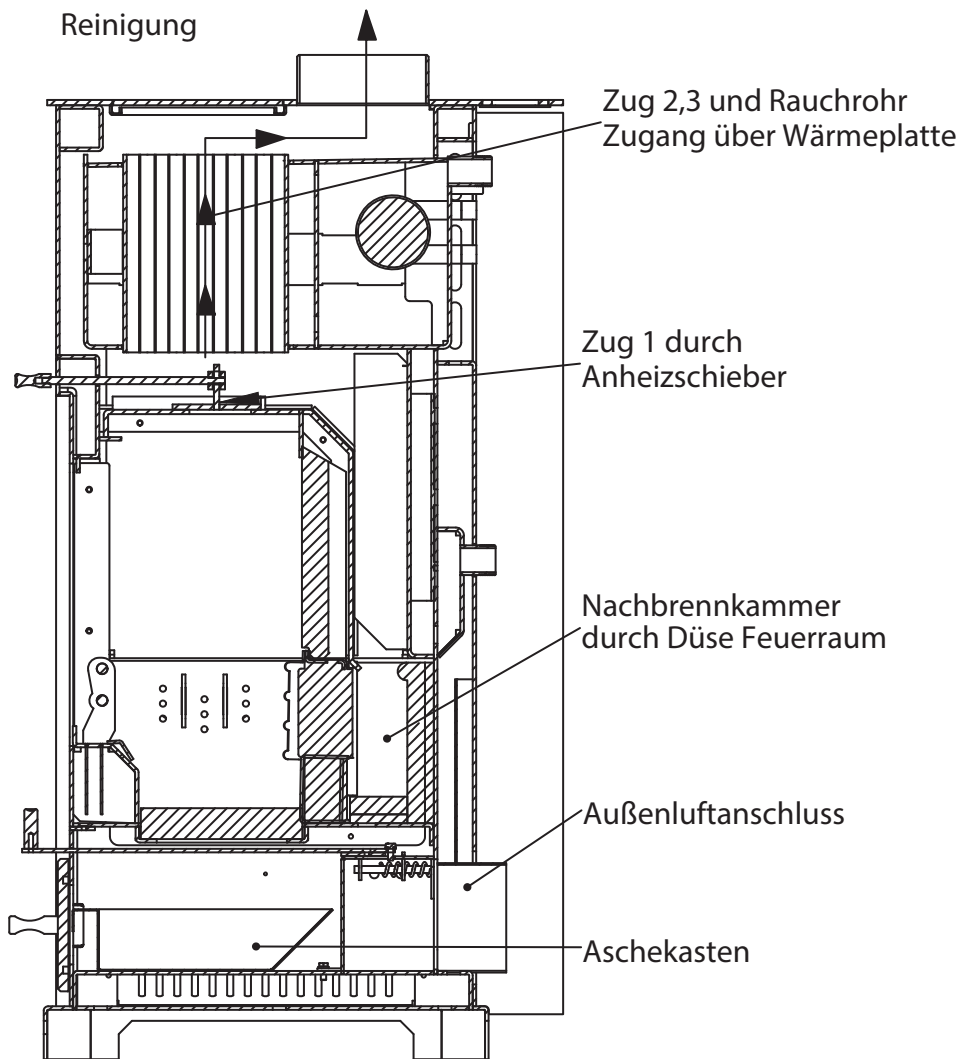 Reinigung
Zug 2,3 und Rauchrohr
Zugang über Wärmeplatte
Zug 1 durch
Anheizschieber
Nachbrennkammer
durch Düse Feuerraum
Außenluftanschluss
Aschekasten